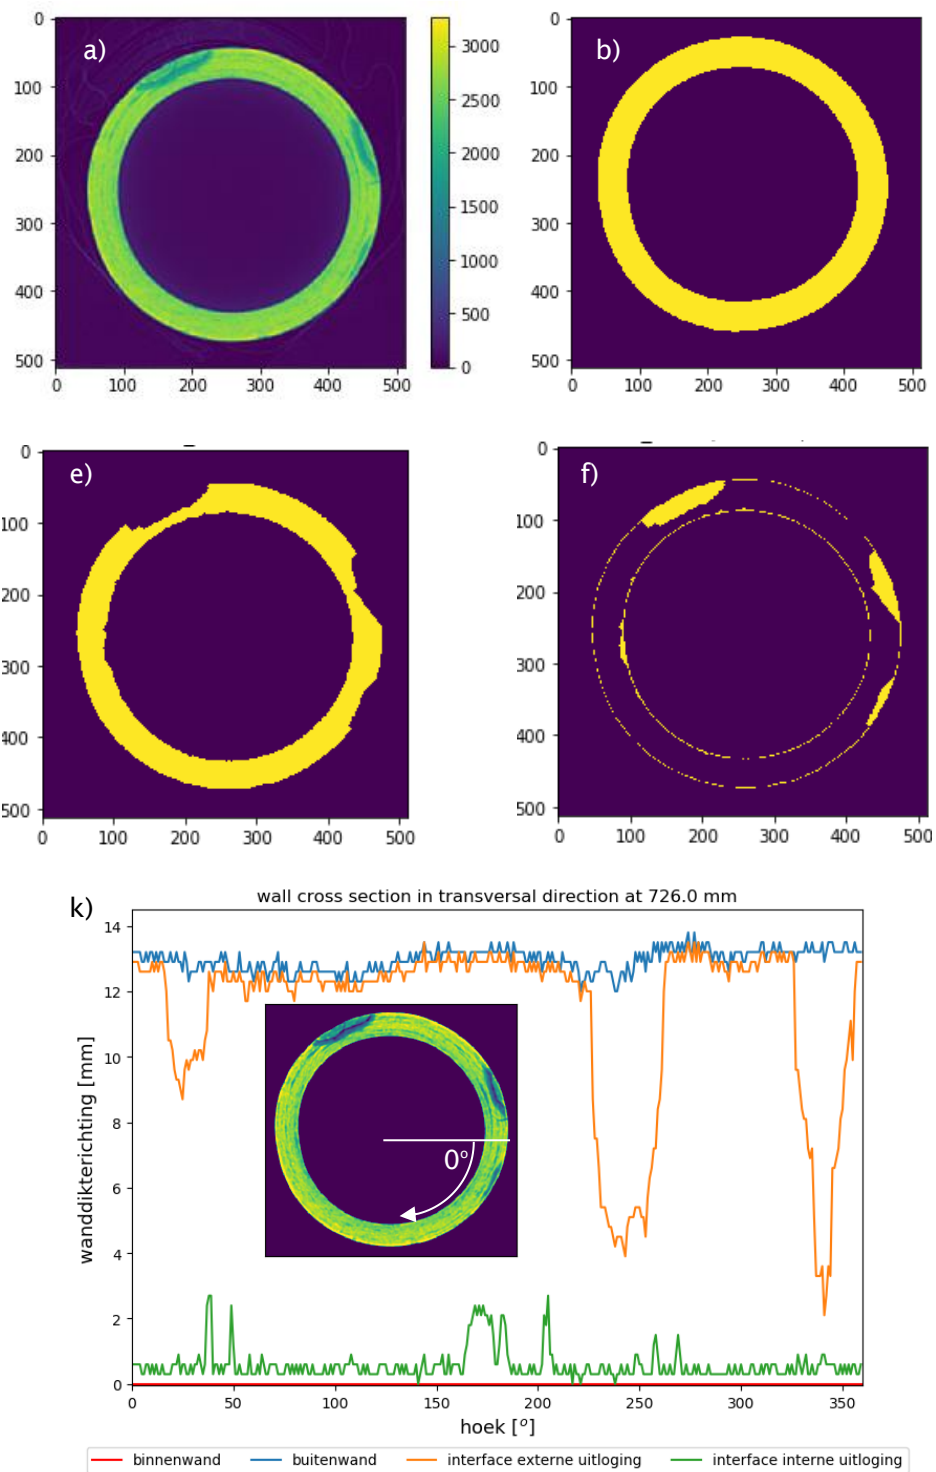 a)
0
100
200
300
400
500
0 100 200 300 400 500
3000
2500
2000
1500
1000
500
0
b)
0
100
200
300
400
500
0 100 200 300 400 500
e)
0
100
200
300
400
500
0 100 200 300 400 500
f)
0
100
200
300
400
500
0 100 200 300 400 500
k)
wall cross section in transversal direction at 726.0 mm
wanddikterichting [mm]
14
12
10
8
6
4
2
0
0°
0 50 100 150 200 250 300 350
hoek [°]
binnenwand buitenwand interface externe uitloging interface interne uitloging